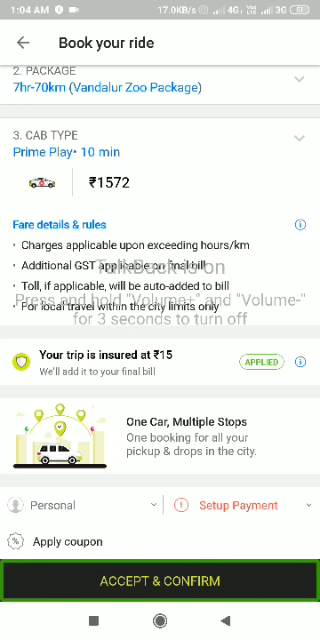 1:04 AM 17.0KB/s 4G VoLTE 3G
Book your ride
2. PACKAGE
7hr-70km (Vandalur Zoo Package)
3. CAB TYPE
Prime Play• 10 min
₹1572
Fare details & rules
• Charges applicable upon exceeding hours/km
• Additional GST applicable on final bill
TalkBack is on
• Toll, if applicable, will be auto-added to bill
Press and hold "Volume+" and "Volume-"
• For local travel within the city limits only
for 3 seconds to turn off
Your trip is insured at ₹15
APPLIED
We'll add it to your final bill
One Car, Multiple Stops
One booking for all your
pickup & drops in the city.
Personal
Setup Payment
Apply coupon
ACCEPT & CONFIRM